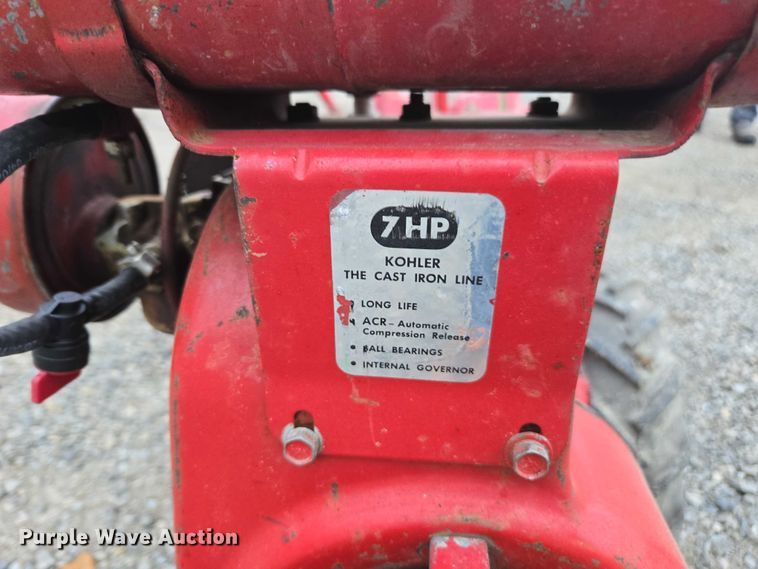 7HP
KOHLER
THE CAST IRON LINE
• LONG LIFE
• ACR – Automatic
Compression Release
• BALL BEARINGS
• INTERNAL GOVERNOR
Purple Wave Auction